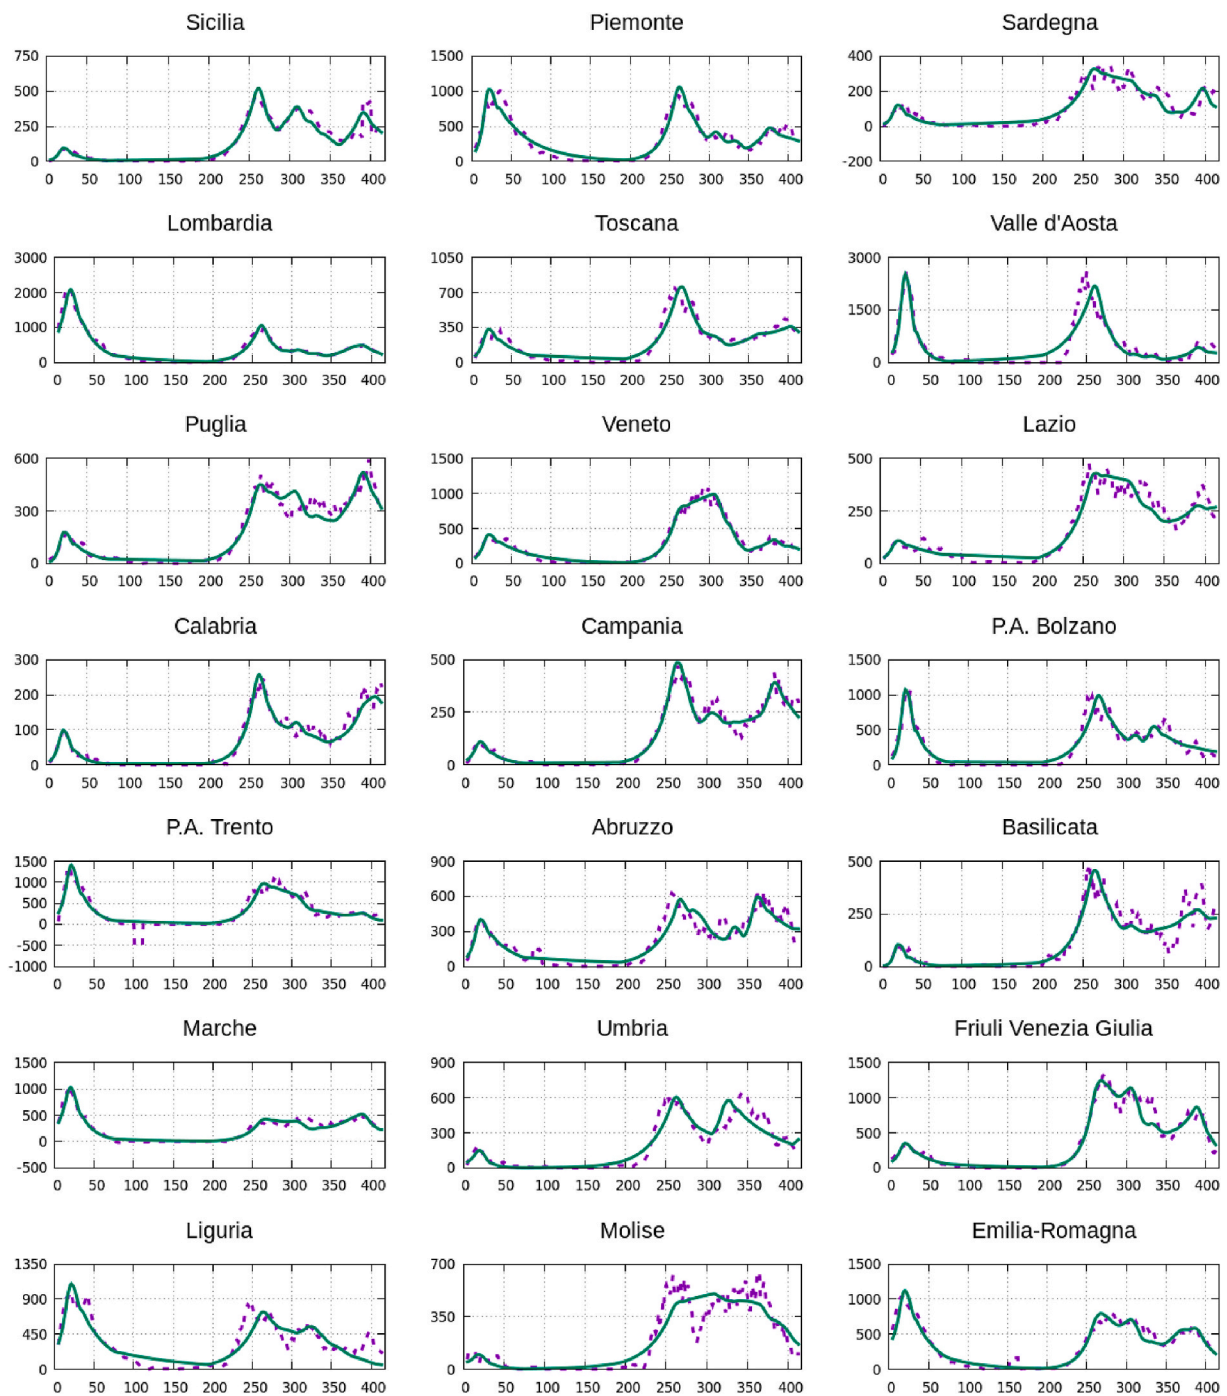 Sicilia Piemonte Sardegna
750 1500 400
500 1000 200
250 500 0
0 0 -200
0 50 100 150 200 250 300 350 400 0 50 100 150 200 250 300 350 400 0 50 100 150 200 250 300 350 400
Lombardia Toscana Valle d'Aosta
3000 1050 3000
2000 700 1500
1000 350 0
0 0
0 50 100 150 200 250 300 350 400 0 50 100 150 200 250 300 350 400 0 50 100 150 200 250 300 350 400
Puglia Veneto Lazio
600 1500 500
300 1000 250
0 500 0
0
0 50 100 150 200 250 300 350 400 0 50 100 150 200 250 300 350 400 0 50 100 150 200 250 300 350 400
Calabria Campania P.A. Bolzano
300 500 1500
200 250 1000
100 0 500
0 0
0 50 100 150 200 250 300 350 400 0 50 100 150 200 250 300 350 400 0 50 100 150 200 250 300 350 400
P.A. Trento Abruzzo Basilicata
1500 900 500
1000 600 250
500 300 0
0 0
-500
-1000
0 50 100 150 200 250 300 350 400 0 50 100 150 200 250 300 350 400 0 50 100 150 200 250 300 350 400
Marche Umbria Friuli Venezia Giulia
1500 900 1500
1000 600 1000
500 300 500
0 0 0
-500
0 50 100 150 200 250 300 350 400 0 50 100 150 200 250 300 350 400 0 50 100 150 200 250 300 350 400
Liguria Molise Emilia-Romagna
1350 700 1500
900 350 1000
450 0 500
0 0
0 50 100 150 200 250 300 350 400 0 50 100 150 200 250 300 350 400 0 50 100 150 200 250 300 350 400